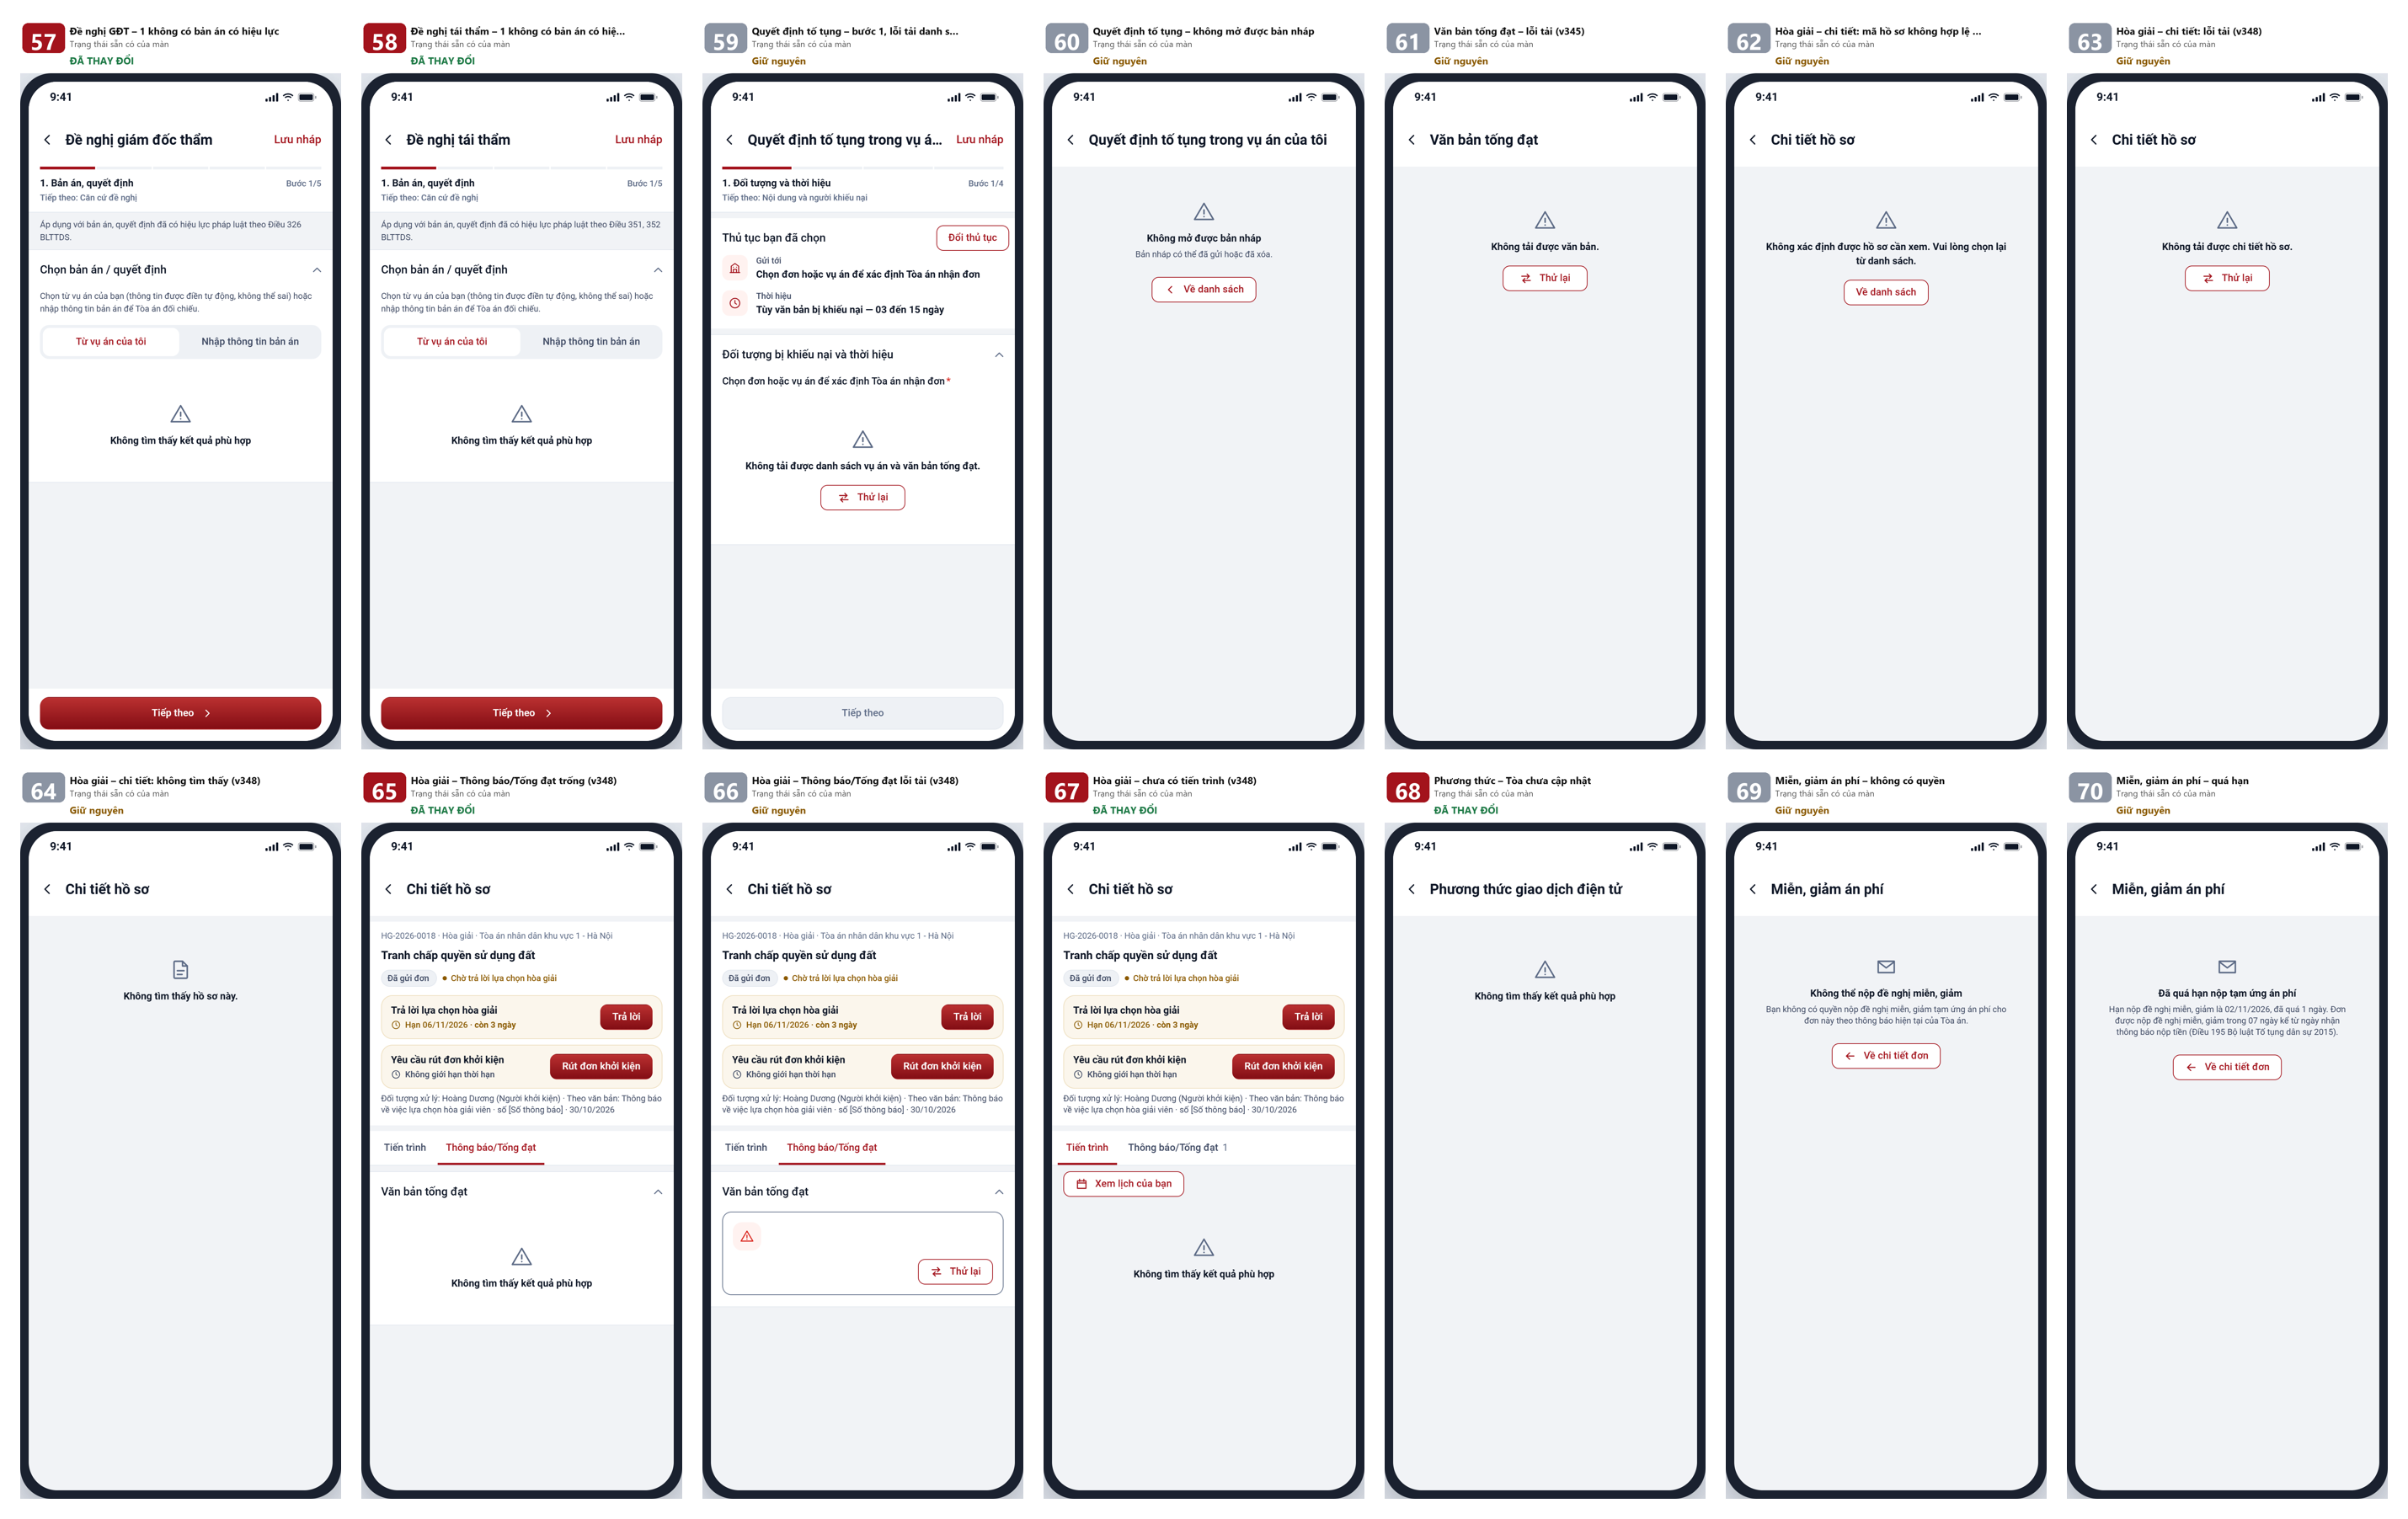 57
Đề nghị GĐT – 1 không có bản án có hiệu lực
Trạng thái sẵn có của màn
ĐÃ THAY ĐỔI
9:41
Đề nghị giám đốc thẩm
Lưu nháp
1. Bản án, quyết định
Bước 1/5
Tiếp theo: Căn cứ đề nghị
Áp dụng với bản án, quyết định đã có hiệu lực pháp luật theo Điều 326
BLTTDS.
Chọn bản án / quyết định
Chọn từ vụ án của bạn (thông tin được điền tự động, không thể sai) hoặc
nhập thông tin bản án để Tòa án đối chiếu.
Từ vụ án của tôi
Nhập thông tin bản án
Không tìm thấy kết quả phù hợp
Tiếp theo
58
Đề nghị tái thẩm – 1 không có bản án có hiệ...
Trạng thái sẵn có của màn
ĐÃ THAY ĐỔI
9:41
Đề nghị tái thẩm
Lưu nháp
1. Bản án, quyết định
Bước 1/5
Tiếp theo: Căn cứ đề nghị
Áp dụng với bản án, quyết định đã có hiệu lực pháp luật theo Điều 351, 352
BLTTDS.
Chọn bản án / quyết định
Chọn từ vụ án của bạn (thông tin được điền tự động, không thể sai) hoặc
nhập thông tin bản án để Tòa án đối chiếu.
Từ vụ án của tôi
Nhập thông tin bản án
Không tìm thấy kết quả phù hợp
Tiếp theo
59
Quyết định tố tụng – bước 1, lỗi tải danh s...
Trạng thái sẵn có của màn
Giữ nguyên
9:41
Quyết định tố tụng trong vụ á...
Lưu nháp
1. Đối tượng và thời hiệu
Bước 1/4
Tiếp theo: Nội dung và người khiếu nại
Thủ tục bạn đã chọn
Đổi thủ tục
Gửi tới
Chọn đơn hoặc vụ án để xác định Tòa án nhận đơn
Thời hiệu
Tùy văn bản bị khiếu nại — 03 đến 15 ngày
Đối tượng bị khiếu nại và thời hiệu
Chọn đơn hoặc vụ án để xác định Tòa án nhận đơn*
Không tải được danh sách vụ án và văn bản tống đạt.
Thử lại
Tiếp theo
60
Quyết định tố tụng – không mở được bản nháp
Trạng thái sẵn có của màn
Giữ nguyên
9:41
Quyết định tố tụng trong vụ án của tôi
Không mở được bản nháp
Bản nháp có thể đã gửi hoặc đã xóa.
Về danh sách
61
Văn bản tống đạt – lỗi tải (v345)
Trạng thái sẵn có của màn
Giữ nguyên
9:41
Văn bản tống đạt
Không tải được văn bản.
Thử lại
62
Hòa giải – chi tiết: mã hồ sơ không hợp lệ ...
Trạng thái sẵn có của màn
Giữ nguyên
9:41
Chi tiết hồ sơ
Không xác định được hồ sơ cần xem. Vui lòng chọn lại
từ danh sách.
Về danh sách
63
Hòa giải – chi tiết: lỗi tải (v348)
Trạng thái sẵn có của màn
Giữ nguyên
9:41
Chi tiết hồ sơ
Không tải được chi tiết hồ sơ.
Thử lại
64
Hòa giải – chi tiết: không tìm thấy (v348)
Trạng thái sẵn có của màn
Giữ nguyên
9:41
Chi tiết hồ sơ
Không tìm thấy hồ sơ này.
65
Hòa giải – Thông báo/Tống đạt trống (v348)
Trạng thái sẵn có của màn
ĐÃ THAY ĐỔI
9:41
Chi tiết hồ sơ
HG-2026-0018 · Hòa giải · Tòa án nhân dân khu vực 1 - Hà Nội
Tranh chấp quyền sử dụng đất
Đã gửi đơn
Chờ trả lời lựa chọn hòa giải
Trả lời lựa chọn hòa giải
Hạn 06/11/2026 · còn 3 ngày
Trả lời
Yêu cầu rút đơn khởi kiện
Không giới hạn thời hạn
Rút đơn khởi kiện
Đối tượng xử lý: Hoàng Dương (Người khởi kiện) · Theo văn bản: Thông báo
về việc lựa chọn hòa giải viên · số [Số thông báo] · 30/10/2026
Tiến trình
Thông báo/Tống đạt
Văn bản tống đạt
Không tìm thấy kết quả phù hợp
66
Hòa giải – Thông báo/Tống đạt lỗi tải (v348)
Trạng thái sẵn có của màn
Giữ nguyên
9:41
Chi tiết hồ sơ
HG-2026-0018 · Hòa giải · Tòa án nhân dân khu vực 1 - Hà Nội
Tranh chấp quyền sử dụng đất
Đã gửi đơn
Chờ trả lời lựa chọn hòa giải
Trả lời lựa chọn hòa giải
Hạn 06/11/2026 · còn 3 ngày
Trả lời
Yêu cầu rút đơn khởi kiện
Không giới hạn thời hạn
Rút đơn khởi kiện
Đối tượng xử lý: Hoàng Dương (Người khởi kiện) · Theo văn bản: Thông báo
về việc lựa chọn hòa giải viên · số [Số thông báo] · 30/10/2026
Tiến trình
Thông báo/Tống đạt
Văn bản tống đạt
Thử lại
67
Hòa giải – chưa có tiến trình (v348)
Trạng thái sẵn có của màn
ĐÃ THAY ĐỔI
9:41
Chi tiết hồ sơ
HG-2026-0018 · Hòa giải · Tòa án nhân dân khu vực 1 - Hà Nội
Tranh chấp quyền sử dụng đất
Đã gửi đơn
Chờ trả lời lựa chọn hòa giải
Trả lời lựa chọn hòa giải
Hạn 06/11/2026 · còn 3 ngày
Trả lời
Yêu cầu rút đơn khởi kiện
Không giới hạn thời hạn
Rút đơn khởi kiện
Đối tượng xử lý: Hoàng Dương (Người khởi kiện) · Theo văn bản: Thông báo
về việc lựa chọn hòa giải viên · số [Số thông báo] · 30/10/2026
Tiến trình
Thông báo/Tống đạt 1
Xem lịch của bạn
Không tìm thấy kết quả phù hợp
68
Phương thức – Tòa chưa cập nhật
Trạng thái sẵn có của màn
ĐÃ THAY ĐỔI
9:41
Phương thức giao dịch điện tử
Không tìm thấy kết quả phù hợp
69
Miễn, giảm án phí – không có quyền
Trạng thái sẵn có của màn
Giữ nguyên
9:41
Miễn, giảm án phí
Không thể nộp đề nghị miễn, giảm
Bạn không có quyền nộp đề nghị miễn, giảm tạm ứng án phí cho
đơn này theo thông báo hiện tại của Tòa án.
Về chi tiết đơn
70
Miễn, giảm án phí – quá hạn
Trạng thái sẵn có của màn
Giữ nguyên
9:41
Miễn, giảm án phí
Đã quá hạn nộp tạm ứng án phí
Hạn nộp đề nghị miễn, giảm là 02/11/2026, đã quá 1 ngày. Đơn
được nộp đề nghị miễn, giảm trong 07 ngày kể từ ngày nhận
thông báo nộp tiền (Điều 195 Bộ luật Tố tụng dân sự 2015).
Về chi tiết đơn